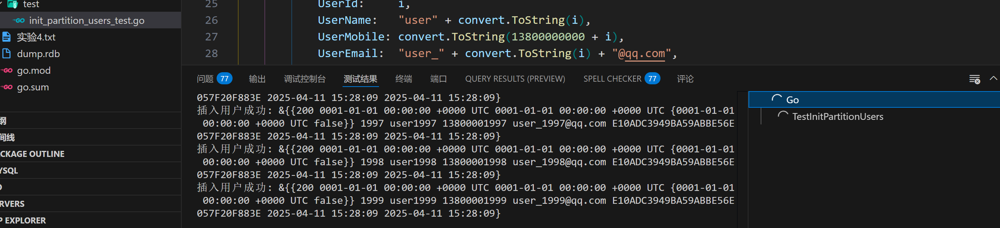 test
init_partition_users_test.go
实验4.txt
dump.rdb
go.mod
go.sum
纲
间线
CKAGE OUTLINE
YSQL
RVERS
P EXPLORER
25 UserId: i,
26 UserName: "user" + convert.ToString(i),
27 UserMobile: convert.ToString(13800000000 + i),
28 UserEmail: "user_" + convert.ToString(i) + "@qq.com",
问题 77 输出 调试控制台 测试结果 终端 端口 QUERY RESULTS (PREVIEW) SPELL CHECKER 77 评论
057F20F883E 2025-04-11 15:28:09 2025-04-11 15:28:09}
插入用户成功: &{{200 0001-01-01 00:00:00 +0000 UTC 0001-01-01 00:00:00 +0000 UTC {0001-01-01
00:00:00 +0000 UTC false}} 1997 user1997 13800001997 user_1997@qq.com E10ADC3949BA59ABBE56E
057F20F883E 2025-04-11 15:28:09 2025-04-11 15:28:09}
插入用户成功: &{{200 0001-01-01 00:00:00 +0000 UTC 0001-01-01 00:00:00 +0000 UTC {0001-01-01
00:00:00 +0000 UTC false}} 1998 user1998 13800001998 user_1998@qq.com E10ADC3949BA59ABBE56E
057F20F883E 2025-04-11 15:28:09 2025-04-11 15:28:09}
插入用户成功: &{{200 0001-01-01 00:00:00 +0000 UTC 0001-01-01 00:00:00 +0000 UTC {0001-01-01
00:00:00 +0000 UTC false}} 1999 user1999 13800001999 user_1999@qq.com E10ADC3949BA59ABBE56E
057F20F883E 2025-04-11 15:28:09 2025-04-11 15:28:09}
Go
TestInitPartitionUsers